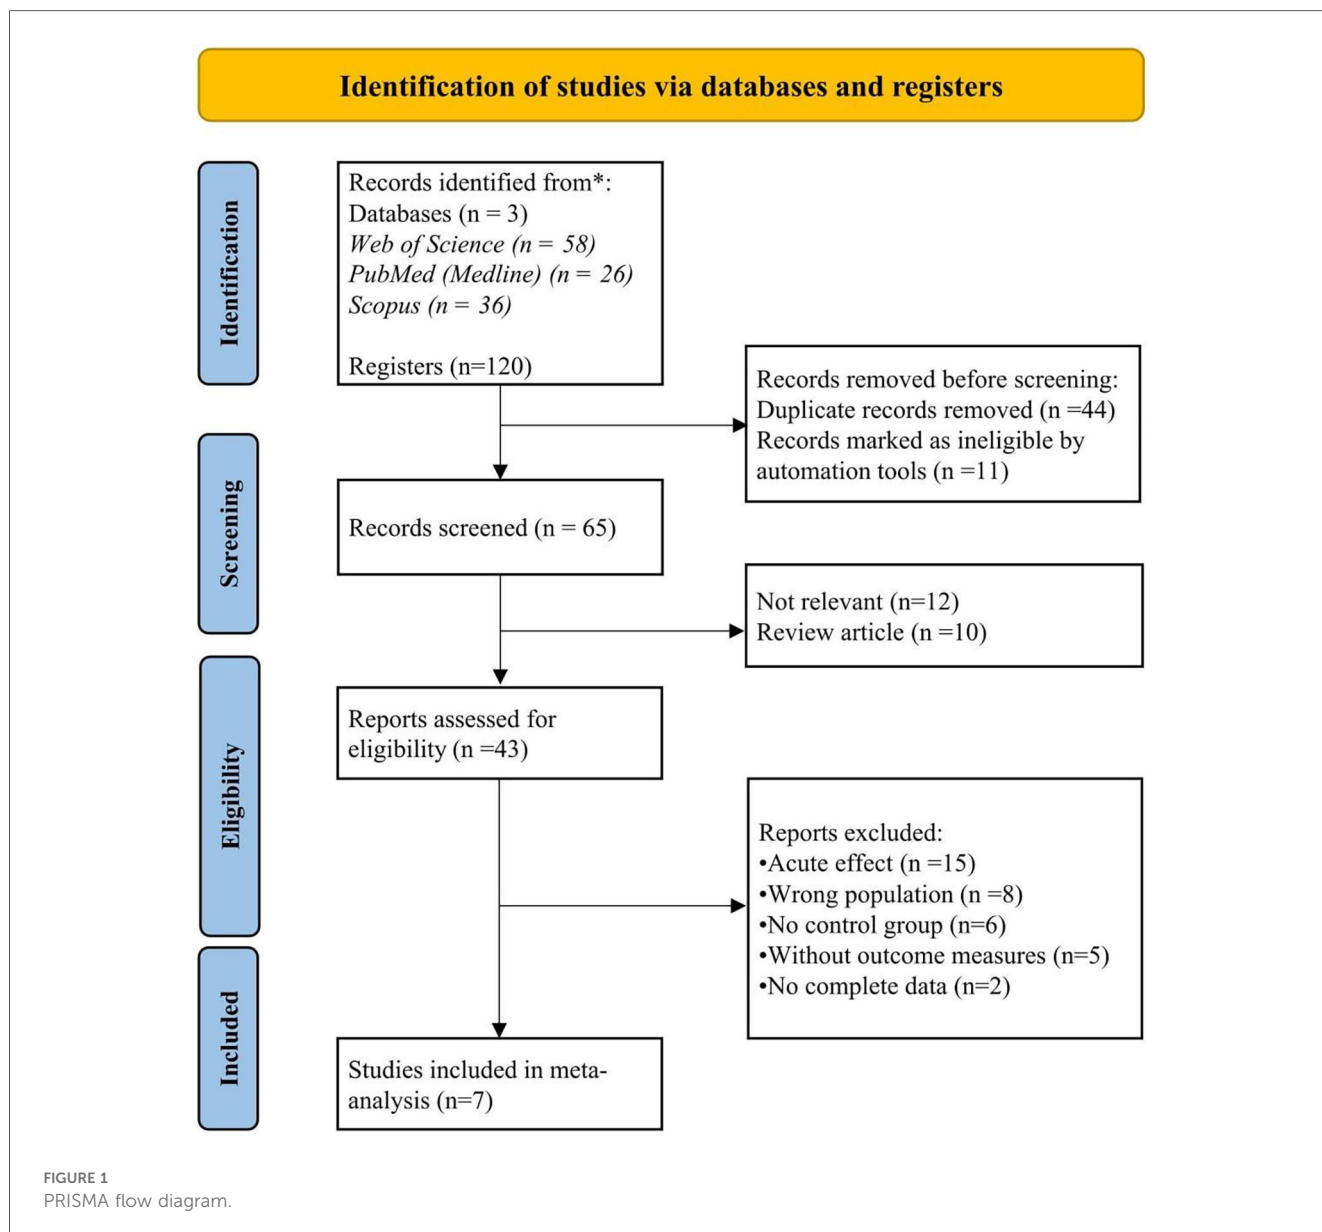 Identification of studies via databases and registers
Identification
Records identified from*:
Databases (n = 3)
Web of Science (n = 58)
PubMed (Medline) (n = 26)
Scopus (n = 36)
Registers (n=120)
Records removed before screening:
Duplicate records removed (n =44)
Records marked as ineligible by
automation tools (n =11)
Screening
Records screened (n = 65)
Not relevant (n=12)
Review article (n =10)
Eligibility
Reports assessed for
eligibility (n =43)
Reports excluded:
•Acute effect (n =15)
•Wrong population (n =8)
•No control group (n=6)
•Without outcome measures (n=5)
•No complete data (n=2)
Included
Studies included in meta-
analysis (n=7)
FIGURE 1
PRISMA flow diagram.